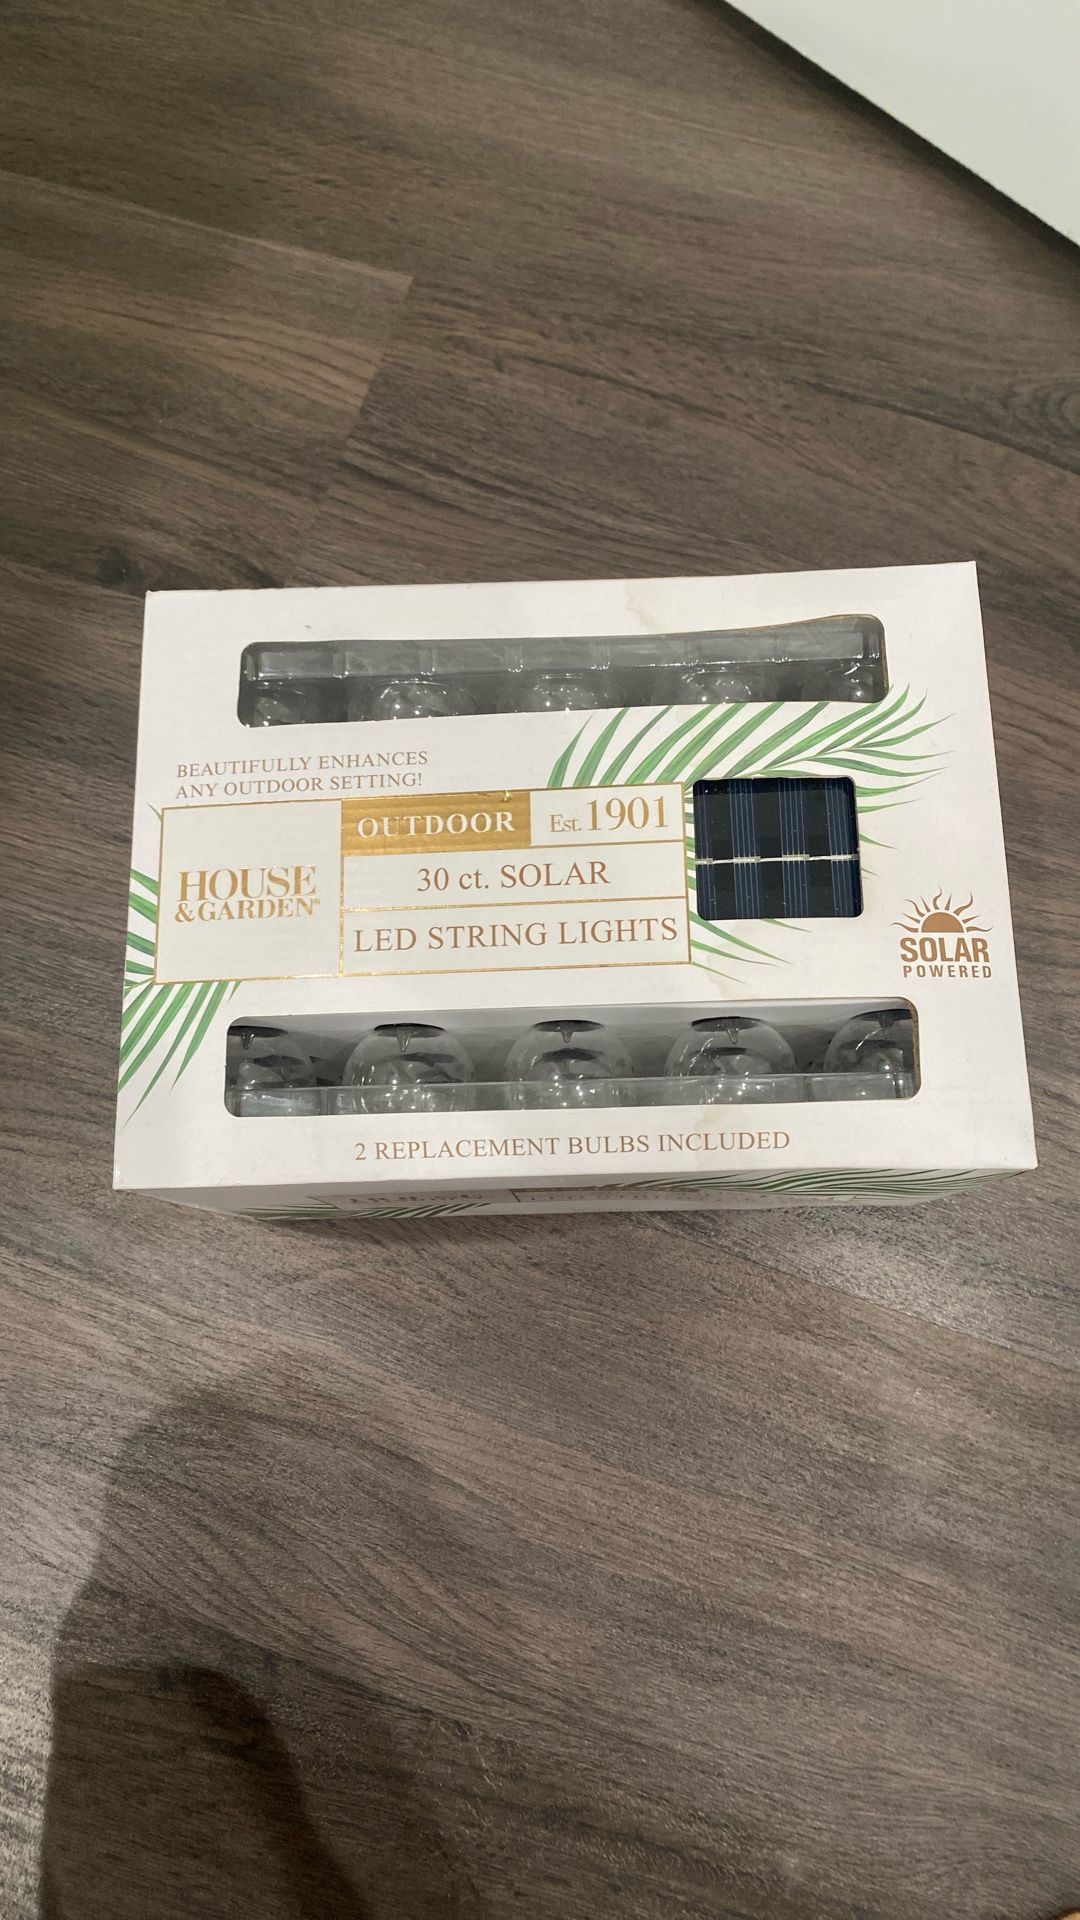 BEAUTIFULLY ENHANCES
ANY OUTDOOR SETTING!
HOUSE
& GARDEN®
OUTDOOR
Est. 1901
30 ct. SOLAR
LED STRING LIGHTS
SOLAR
POWERED
2 REPLACEMENT BULBS INCLUDED